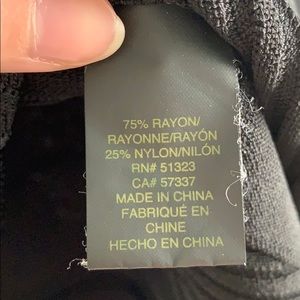 75% RAYON/
RAYONNE/RAYÓN
25% NYLON/NILÓN
RN# 51323
CA# 57337
MADE IN CHINA
FABRIQUÉ EN
CHINE
HECHO EN CHINA